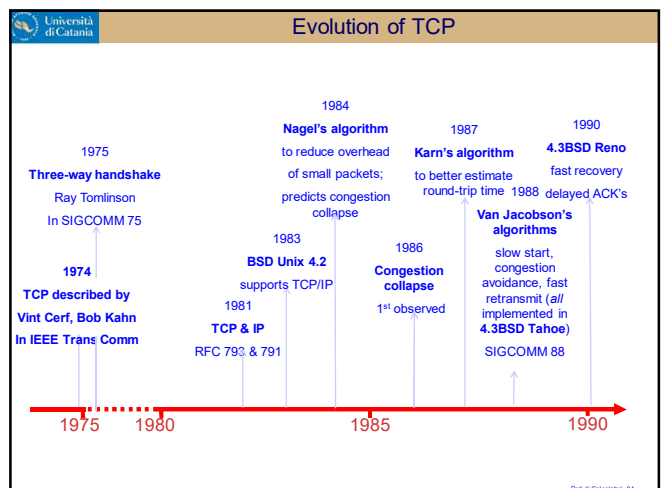 Università
di Catania
Evolution of TCP
1975
Three-way handshake
Ray Tomlinson
In SIGCOMM 75
1974
TCP described by
Vint Cerf, Bob Kahn
In IEEE Trans Comm
1984
Nagel's algorithm
to reduce overhead
of small packets;
predicts congestion
collapse
1983
BSD Unix 4.2
supports TCP/IP
1981
TCP & IP
RFC 793 & 791
1987
Karn's algorithm
to better estimate
round-trip time
1986
Congestion
collapse
1st observed
1990
4.3BSD Reno
fast recovery
delayed ACK's
1988
Van Jacobson's
algorithms
slow start,
congestion
avoidance, fast
retransmit (all
implemented in
4.3BSD Tahoe)
SIGCOMM 88
1975
1980
1985
1990